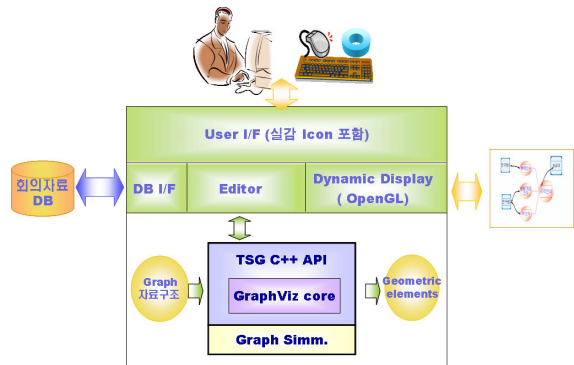 User I/F (실감 Icon 포함)
회의자료
DB
DB I/F
Editor
Dynamic Display
( OpenGL)
TSG C++ API
Graph
자료구조
GraphViz core
Geometric
elements
Graph Simm.